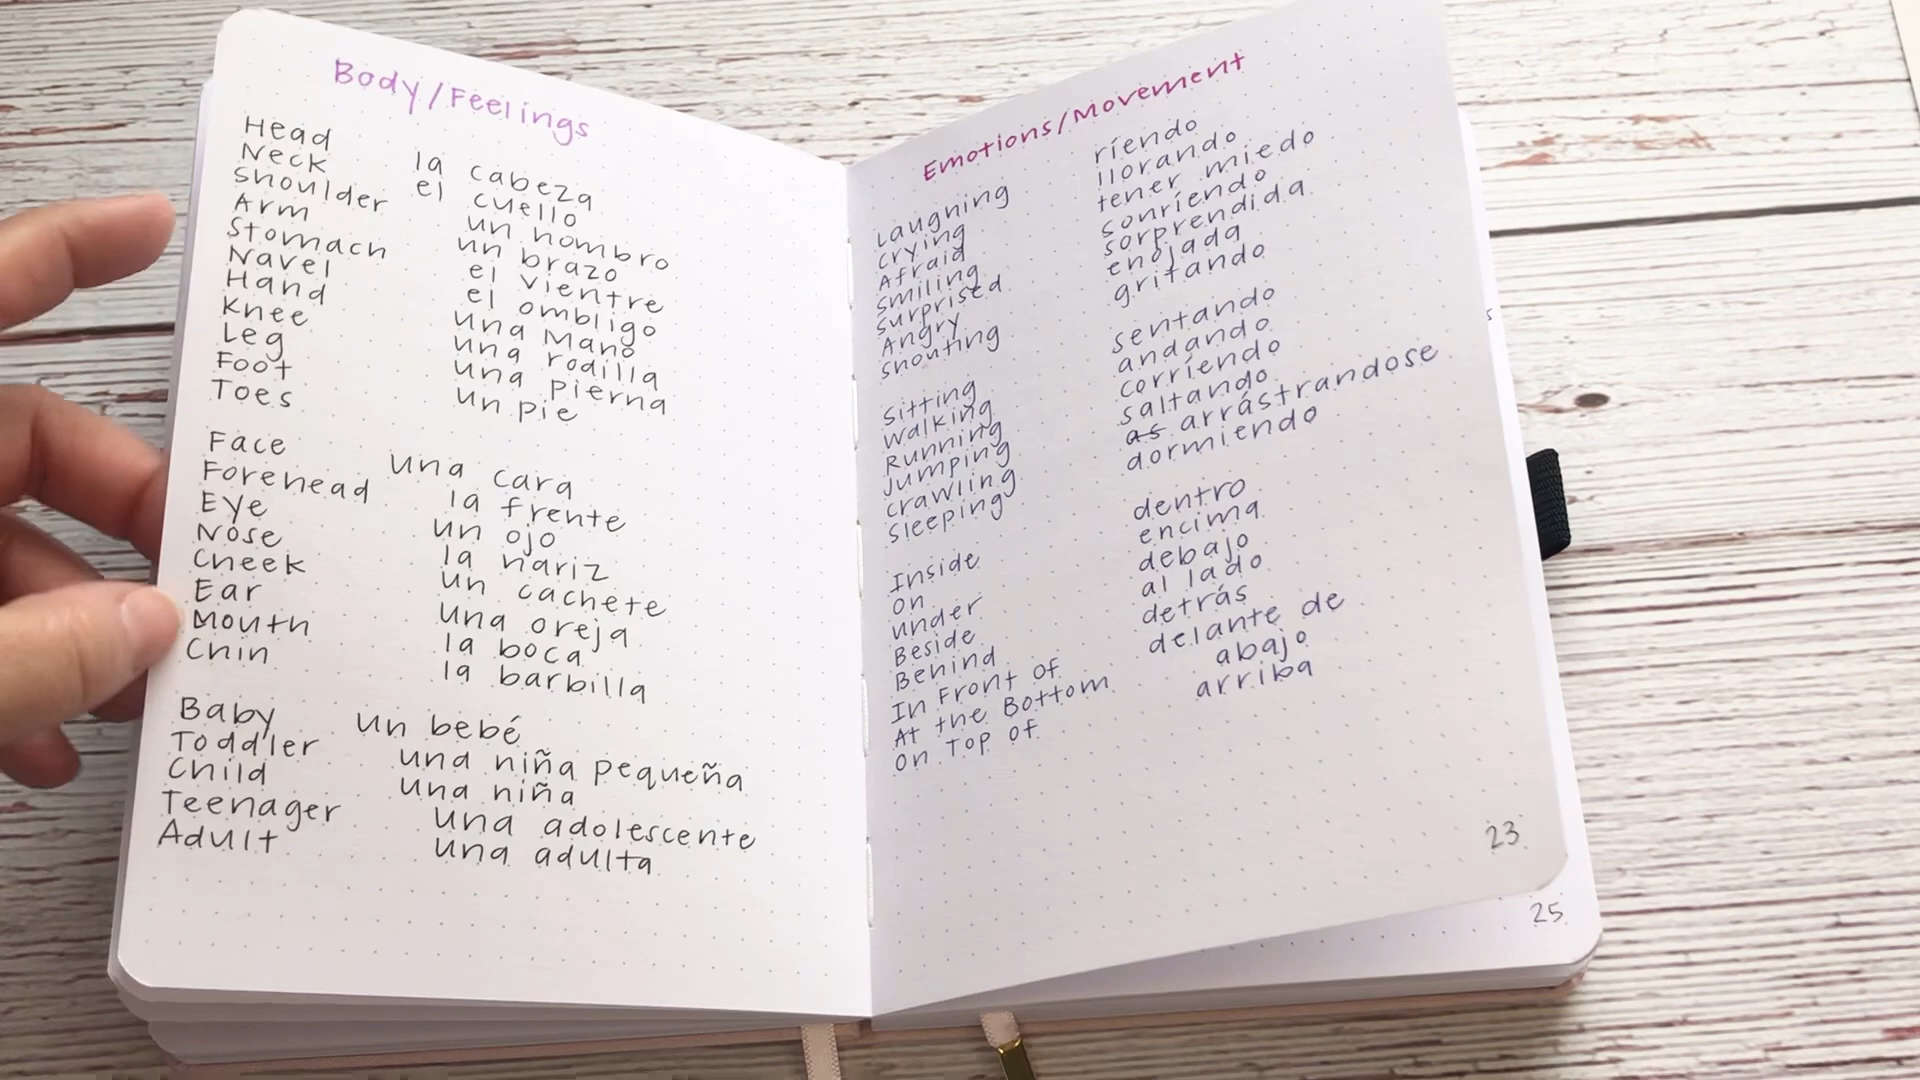 Body/Feelings
Head la cabeza
Neck el cuello
Shoulder un hombro
Arm un brazo
Stomach el vientre
Navel el ombligo
Hand una Mano
Knee una rodilla
Leg una pierna
Foot un pie
Toes
Face una cara
Forehead la frente
Eye un ojo
Nose la nariz
Cheek un cachete
Ear una oreja
Mouth la boca
Chin la barbilla
Baby un bebé
Toddler una niña pequeña
Child una niña
Teenager una adolescente
Adult una adulta
Emotions/Movement
Laughing ríendo
Crying llorando
Afraid tener miedo
Smiling sonríendo
Surprised sorprendida
Angry enojada
Shouting gritando
Sitting sentando
Walking andando
Running corríendo
Jumping saltando
Crawling as arrástrandose
Sleeping dormiendo
Inside dentro
On encima
Under debajo
Beside al lado
Behind detrás
In Front of delante de
At the Bottom abajo
On Top of arriba
23
25